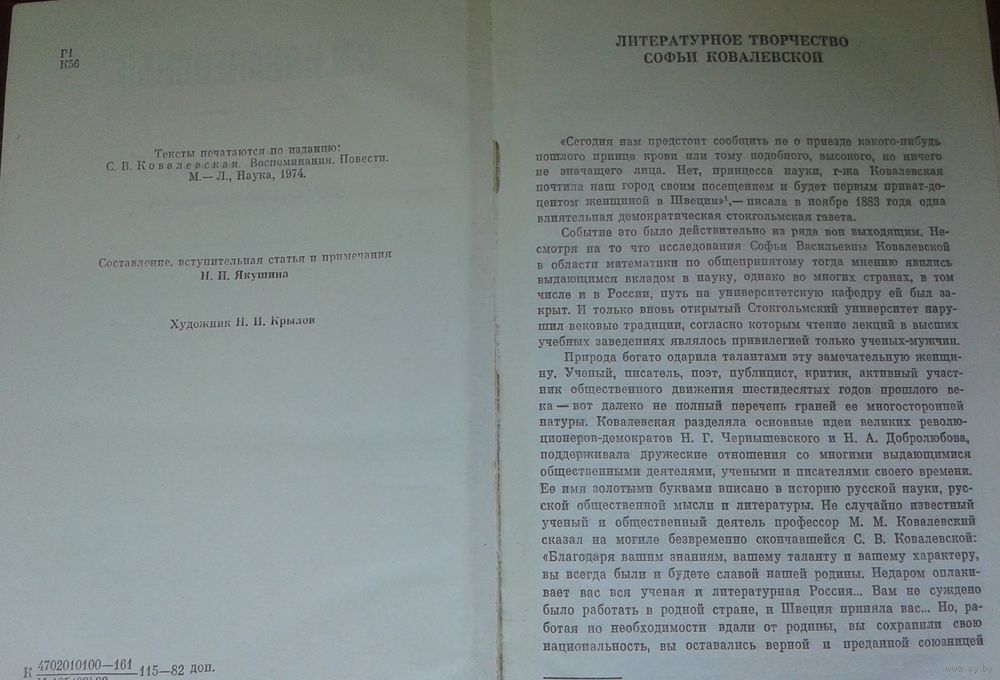 Р1
К56
Тексты печатаются по изданию:
С. В. Ковалевская. Воспоминания. Повести.
М.— Л., Наука, 1974.
Составление, вступительная статья и примечания
Н. И. Якушина
Художник Н. И. Крылов
К 4702010100—161 115—82 доп.
ЛИТЕРАТУРНОЕ ТВОРЧЕСТВО
СОФЬИ КОВАЛЕВСКОЙ
«Сегодня нам предстоит сообщить не о приезде какого-нибудь
пошлого принца крови или тому подобного, высокого, но ничего
не значащего лица. Нет, принцесса науки, г-жа Ковалевская
почтила наш город своим посещением и будет первым приват-до-
центом женщиной в Швеции»¹,— писала в ноябре 1883 года одна
влиятельная демократическая стокгольмская газета.
Событие это было действительно из ряда вон выходящим. Не-
смотря на то что исследования Софьи Васильевны Ковалевской
в области математики по общепринятому тогда мнению явились
выдающимся вкладом в науку, однако во многих странах, в том
числе и в России, путь на университетскую кафедру ей был за-
крыт. И только вновь открытый Стокгольмский университет нару-
шил вековые традиции, согласно которым чтение лекций в высших
учебных заведениях являлось привилегией только ученых-мужчин.
Природа богато одарила талантами эту замечательную женщи-
ну. Ученый, писатель, поэт, публицист, критик, активный участ-
ник общественного движения шестидесятых годов прошлого ве-
ка — вот далеко не полный перечень граней ее многосторонней
натуры. Ковалевская разделяла основные идеи великих револю-
ционеров-демократов Н. Г. Чернышевского и Н. А. Добролюбова,
поддерживала дружеские отношения со многими выдающимися
общественными деятелями, учеными и писателями своего времени.
Ее имя золотыми буквами вписано в историю русской науки, рус-
ской общественной мысли и литературы. Не случайно известный
ученый и общественный деятель профессор М. М. Ковалевский
сказал на могиле безвременно скончавшейся С. В. Ковалевской:
«Благодаря вашим знаниям, вашему таланту и вашему характеру,
вы всегда были и будете славой нашей родины. Недаром оплаки-
вает вас вся ученая и литературная Россия... Вам не суждено
было работать в родной стране, и Швеция приняла вас... Но, ра-
ботая по необходимости вдали от родины, вы сохранили свою
национальность, вы оставались верной и преданной союзницей
www.ay.by